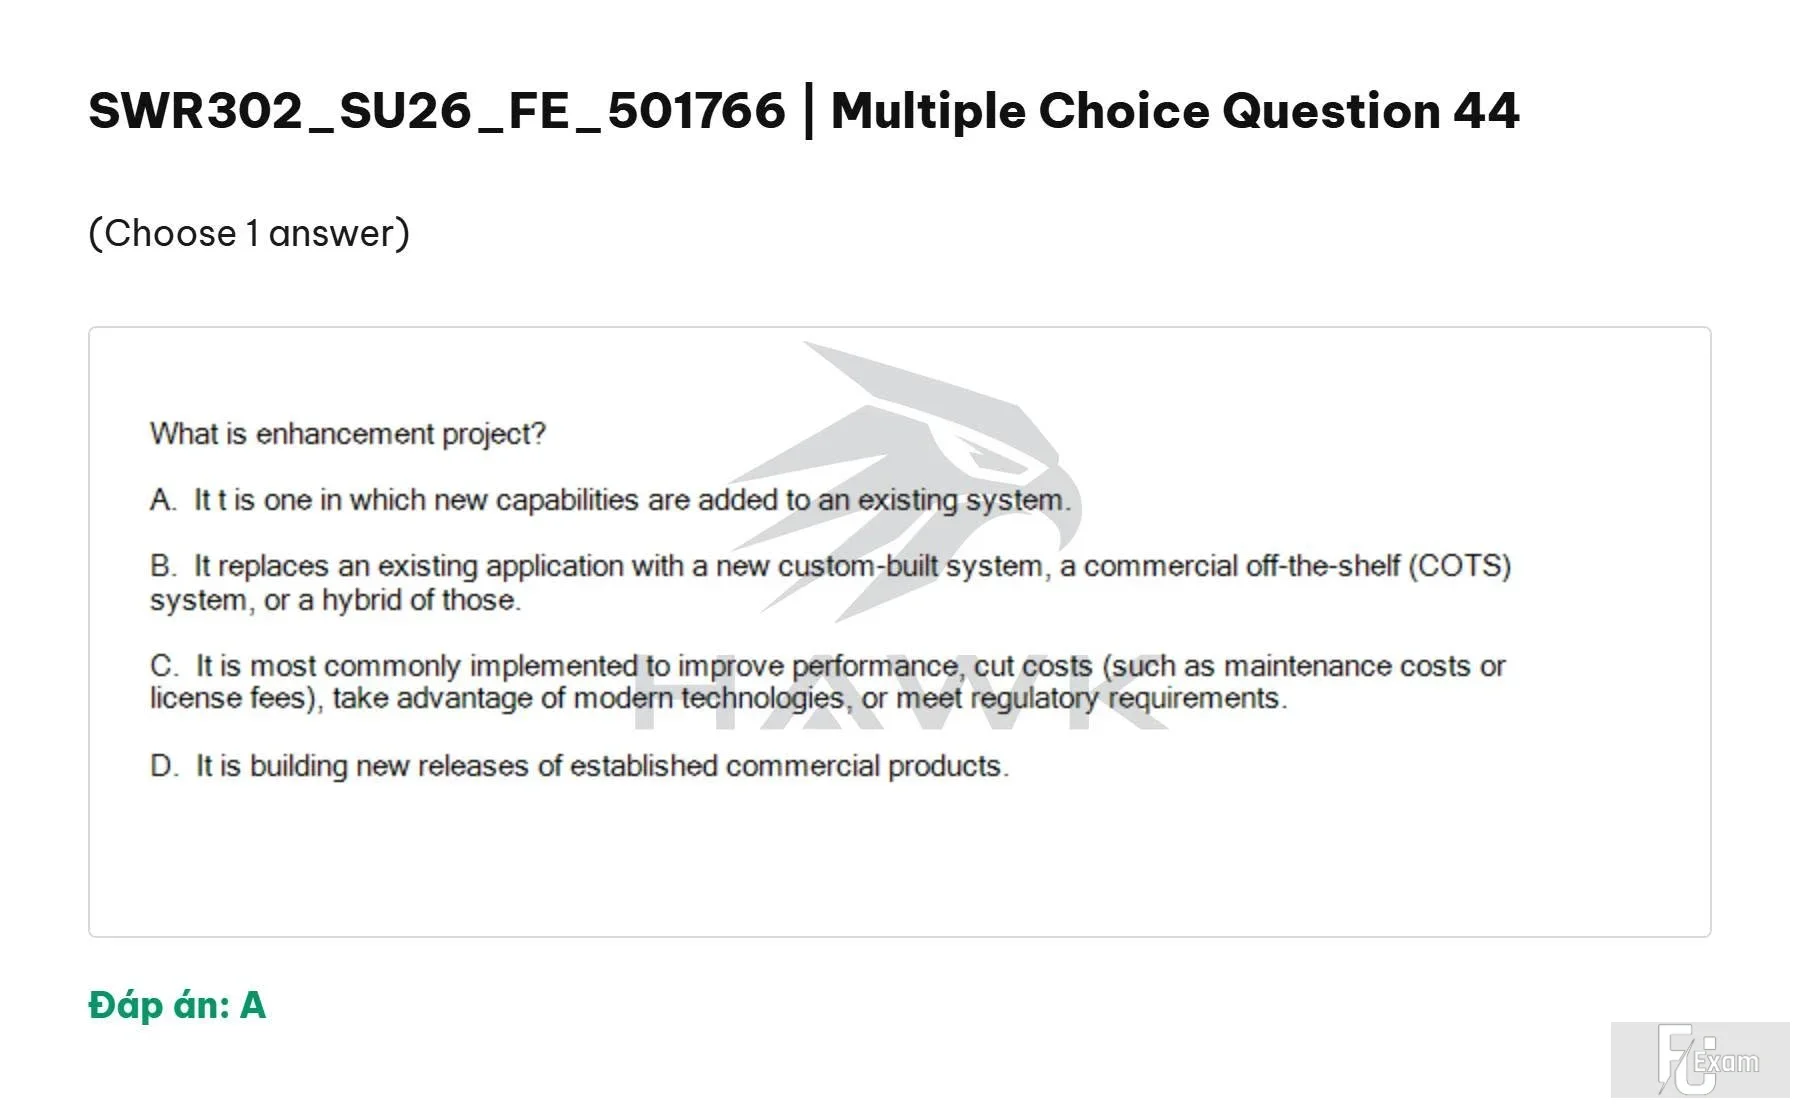 SWR302_SU26_FE_501766 | Multiple Choice Question 44
(Choose 1 answer)
What is enhancement project?
A. It t is one in which new capabilities are added to an existing system.
B. It replaces an existing application with a new custom-built system, a commercial off-the-shelf (COTS)
system, or a hybrid of those.
C. It is most commonly implemented to improve performance, cut costs (such as maintenance costs or
license fees), take advantage of modern technologies, or meet regulatory requirements.
D. It is building new releases of established commercial products.
HAWK
Đáp án: A
FU Exam